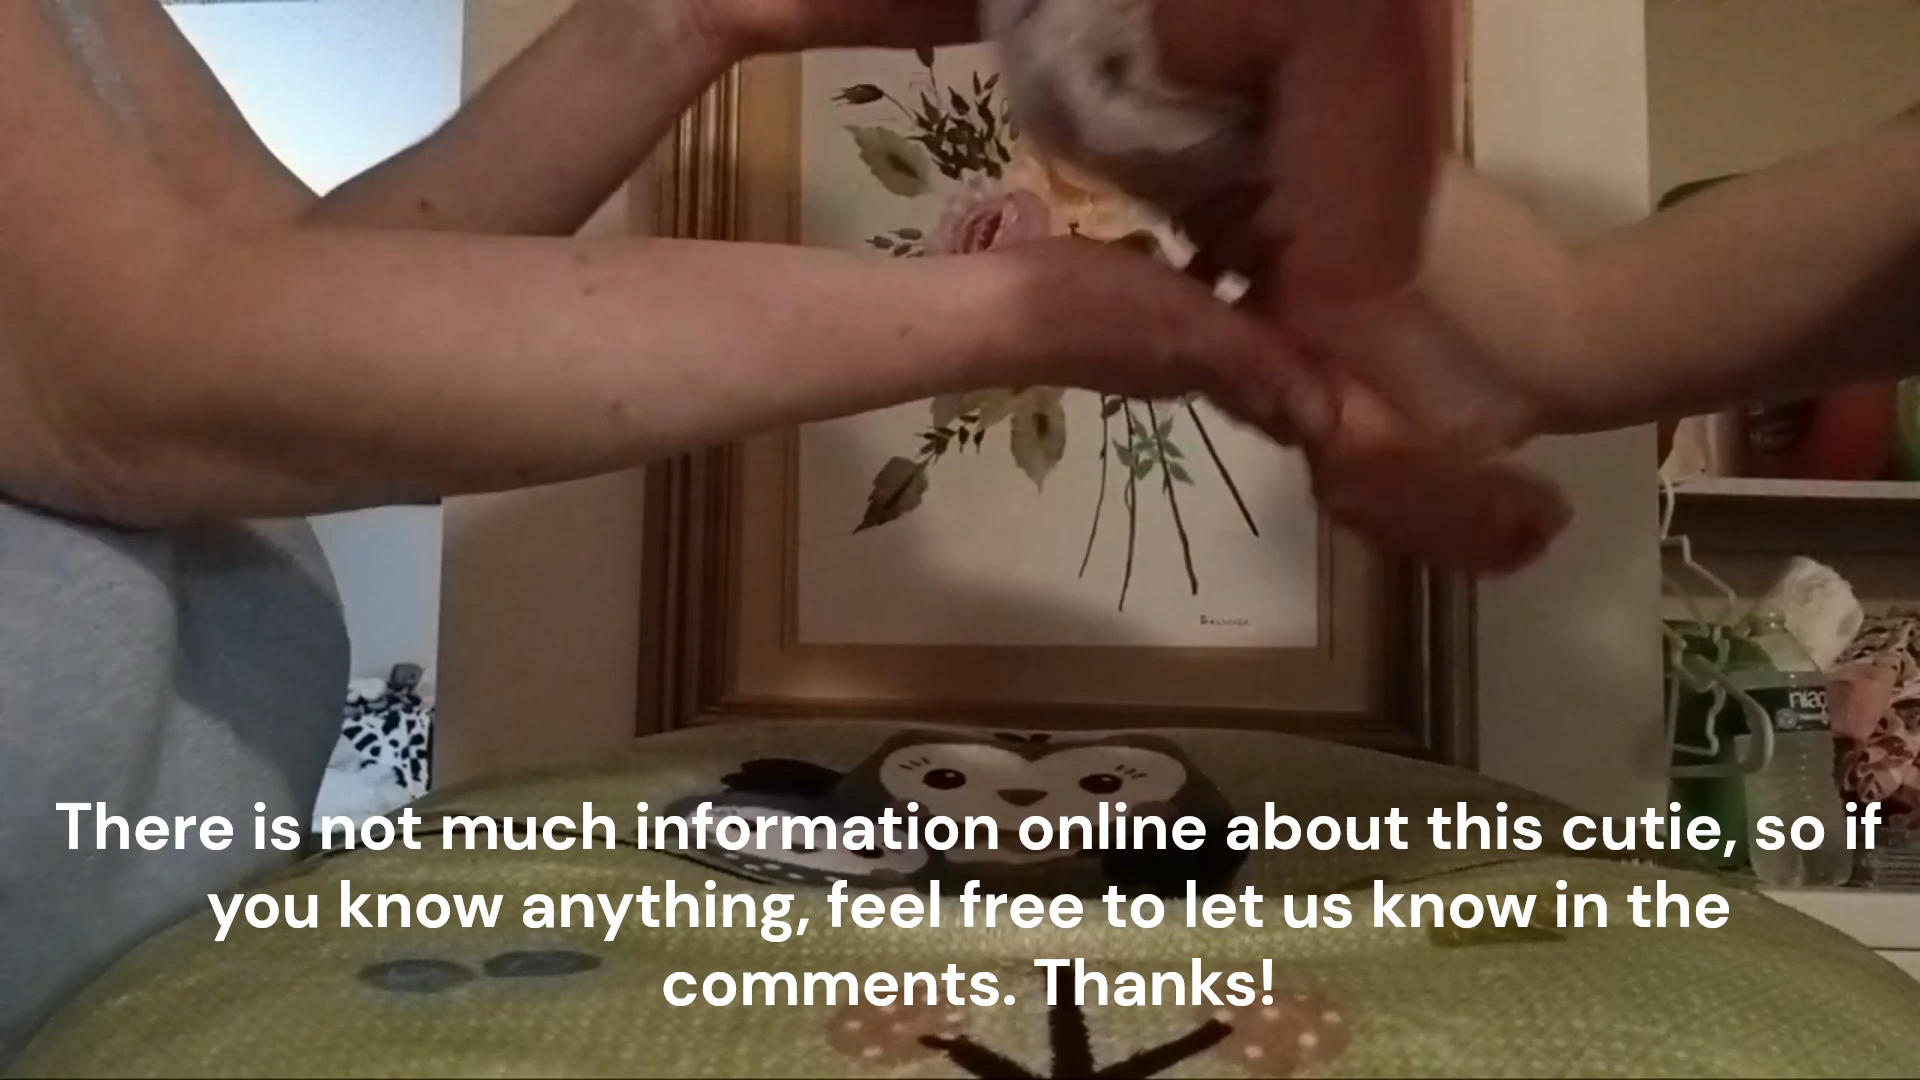 There is not much information online about this cutie, so if
you know anything, feel free to let us know in the
comments. Thanks!